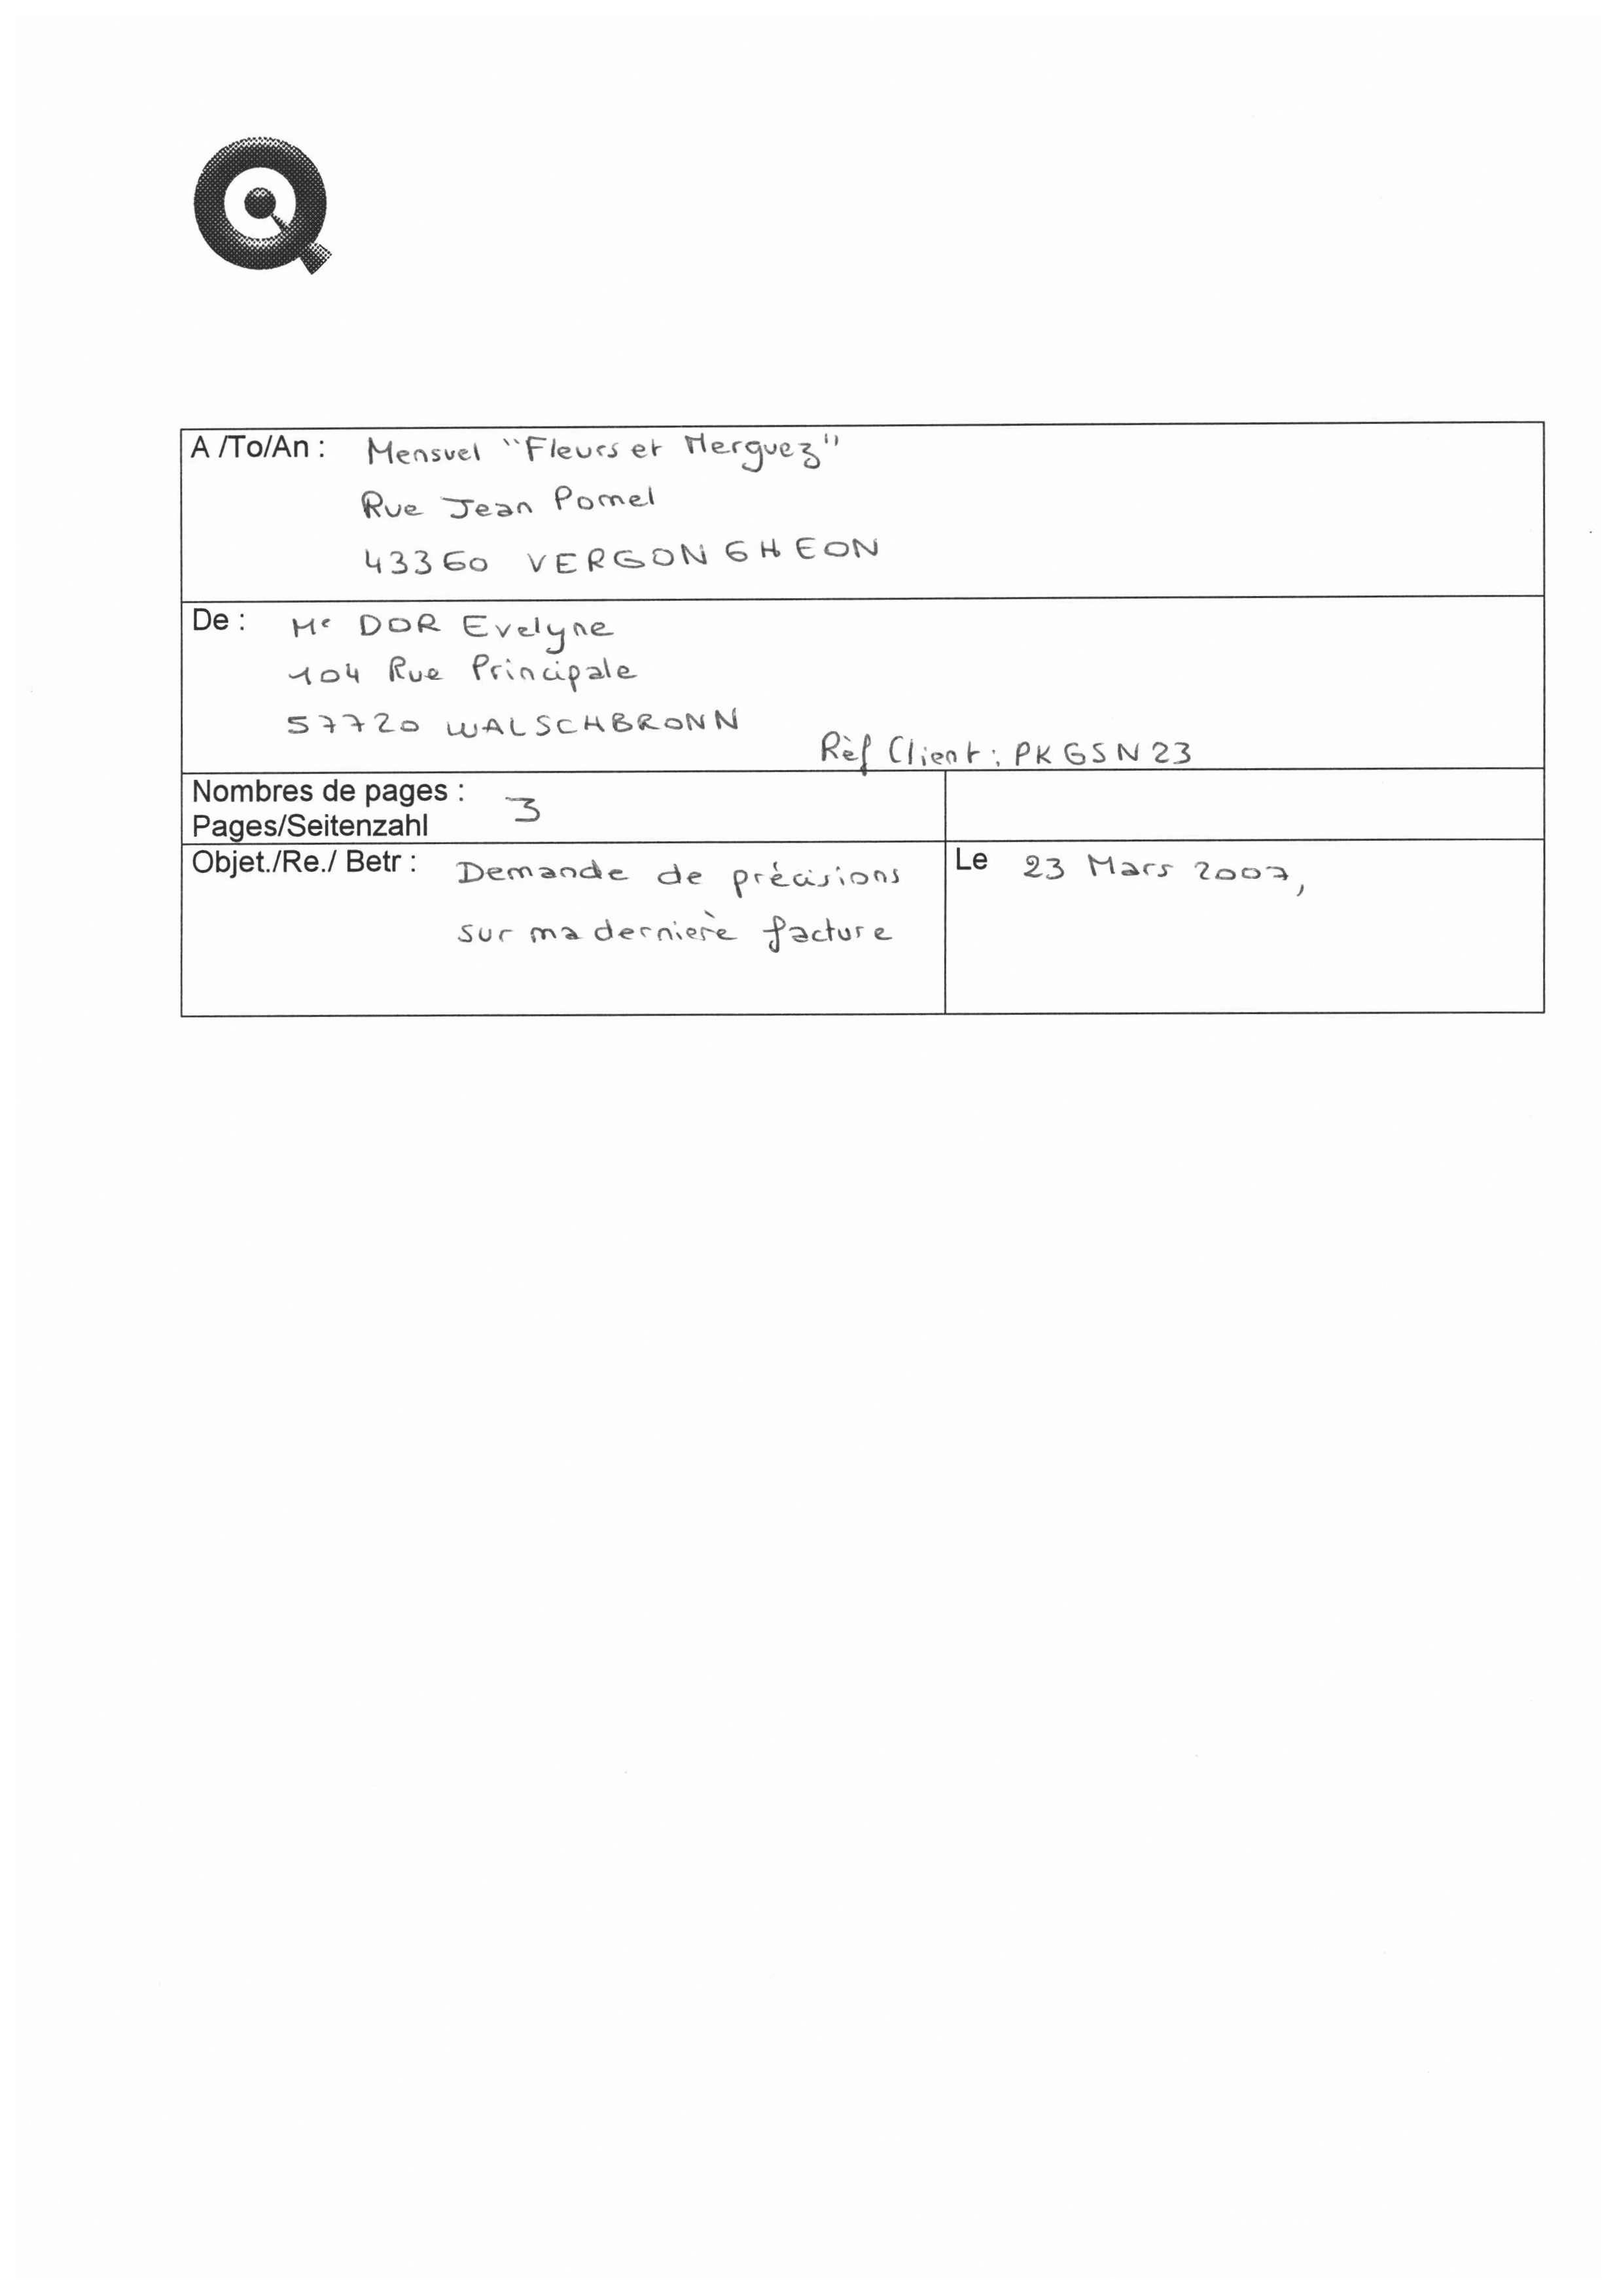 A /To/An : Mensuel "Fleurs et Merguez"
Rue Jean Pomel
43360 VERGONGHEON
De : Me DOR Evelyne
104 Rue Principale
57720 WALSCHBRONN
Rèf Client : PKGSN23
Nombres de pages : 3
Pages/Seitenzahl
Objet./Re./ Betr : Demande de précisions
sur ma dernière facture
Le 23 Mars 2007,